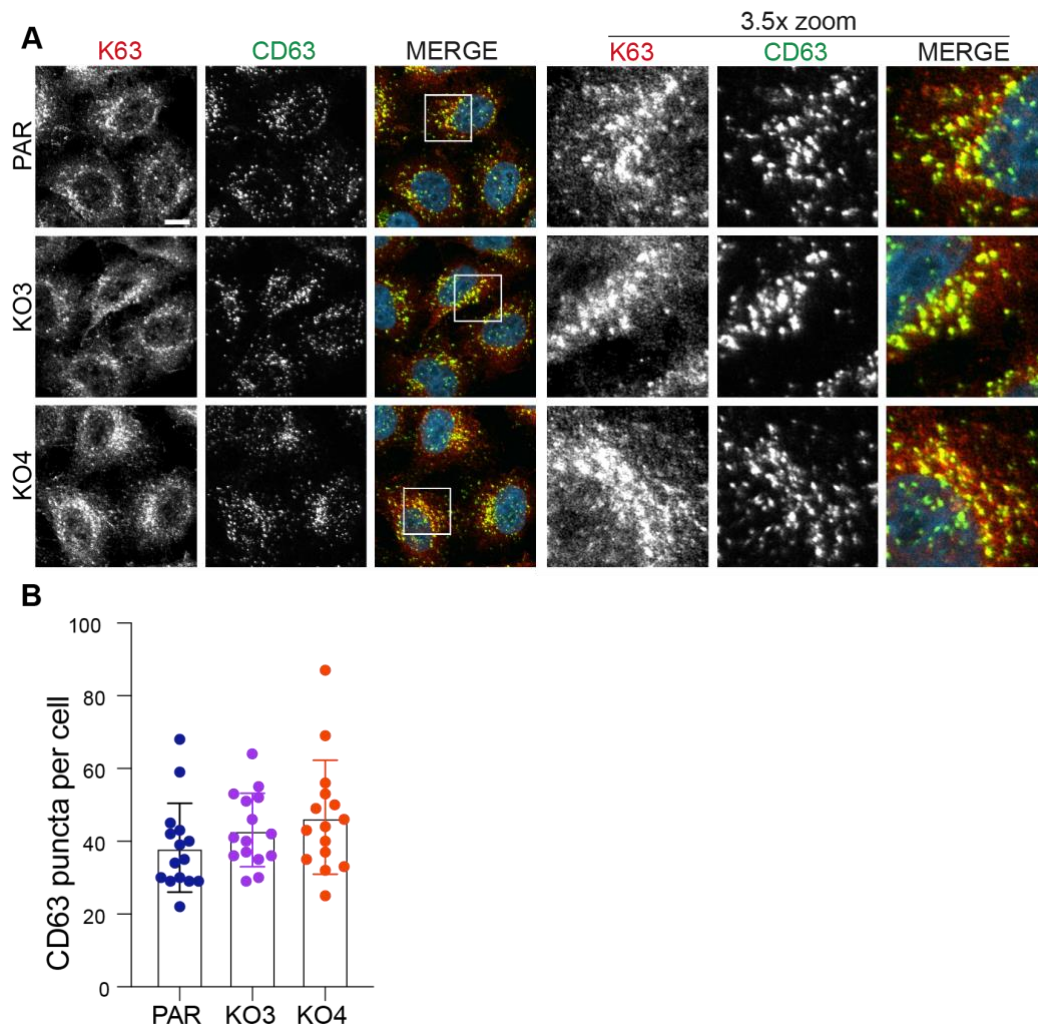 A
3.5x zoom
K63 CD63 MERGE K63 CD63 MERGE
PAR
KO3
KO4
B
CD63 puncta per cell
100
80
60
40
20
0
PAR KO3 KO4